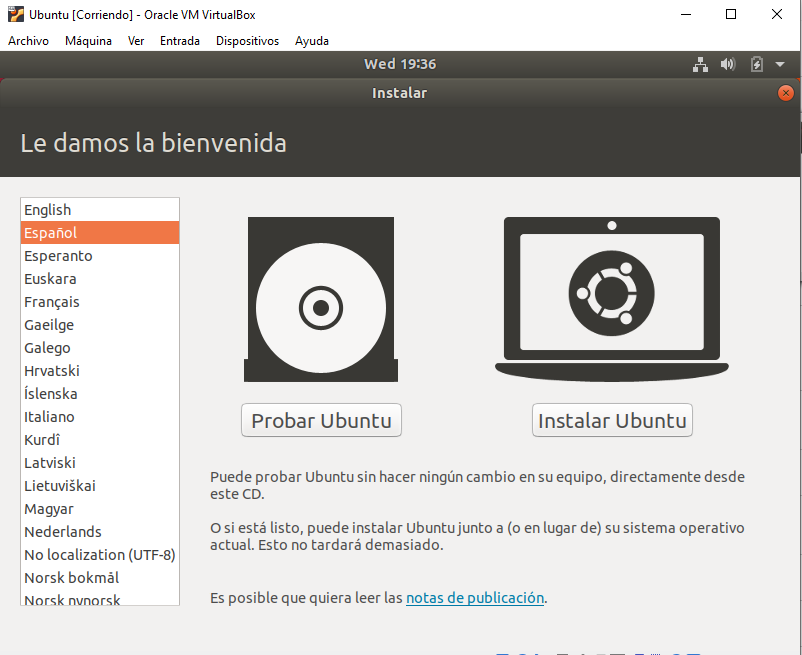 Ubuntu [Corriendo] - Oracle VM VirtualBox
Archivo Máquina Ver Entrada Dispositivos Ayuda
Wed 19:36
Instalar
Le damos la bienvenida
English
Español
Esperanto
Euskara
Français
Gaeilge
Galego
Hrvatski
Íslenska
Italiano
Kurdî
Latviski
Lietuviškai
Magyar
Nederlands
No localization (UTF-8)
Norsk bokmål
Norsk nynorsk
Probar Ubuntu
Instalar Ubuntu
Puede probar Ubuntu sin hacer ningún cambio en su equipo, directamente desde
este CD.
O si está listo, puede instalar Ubuntu junto a (o en lugar de) su sistema operativo
actual. Esto no tardará demasiado.
Es posible que quiera leer las notas de publicación.